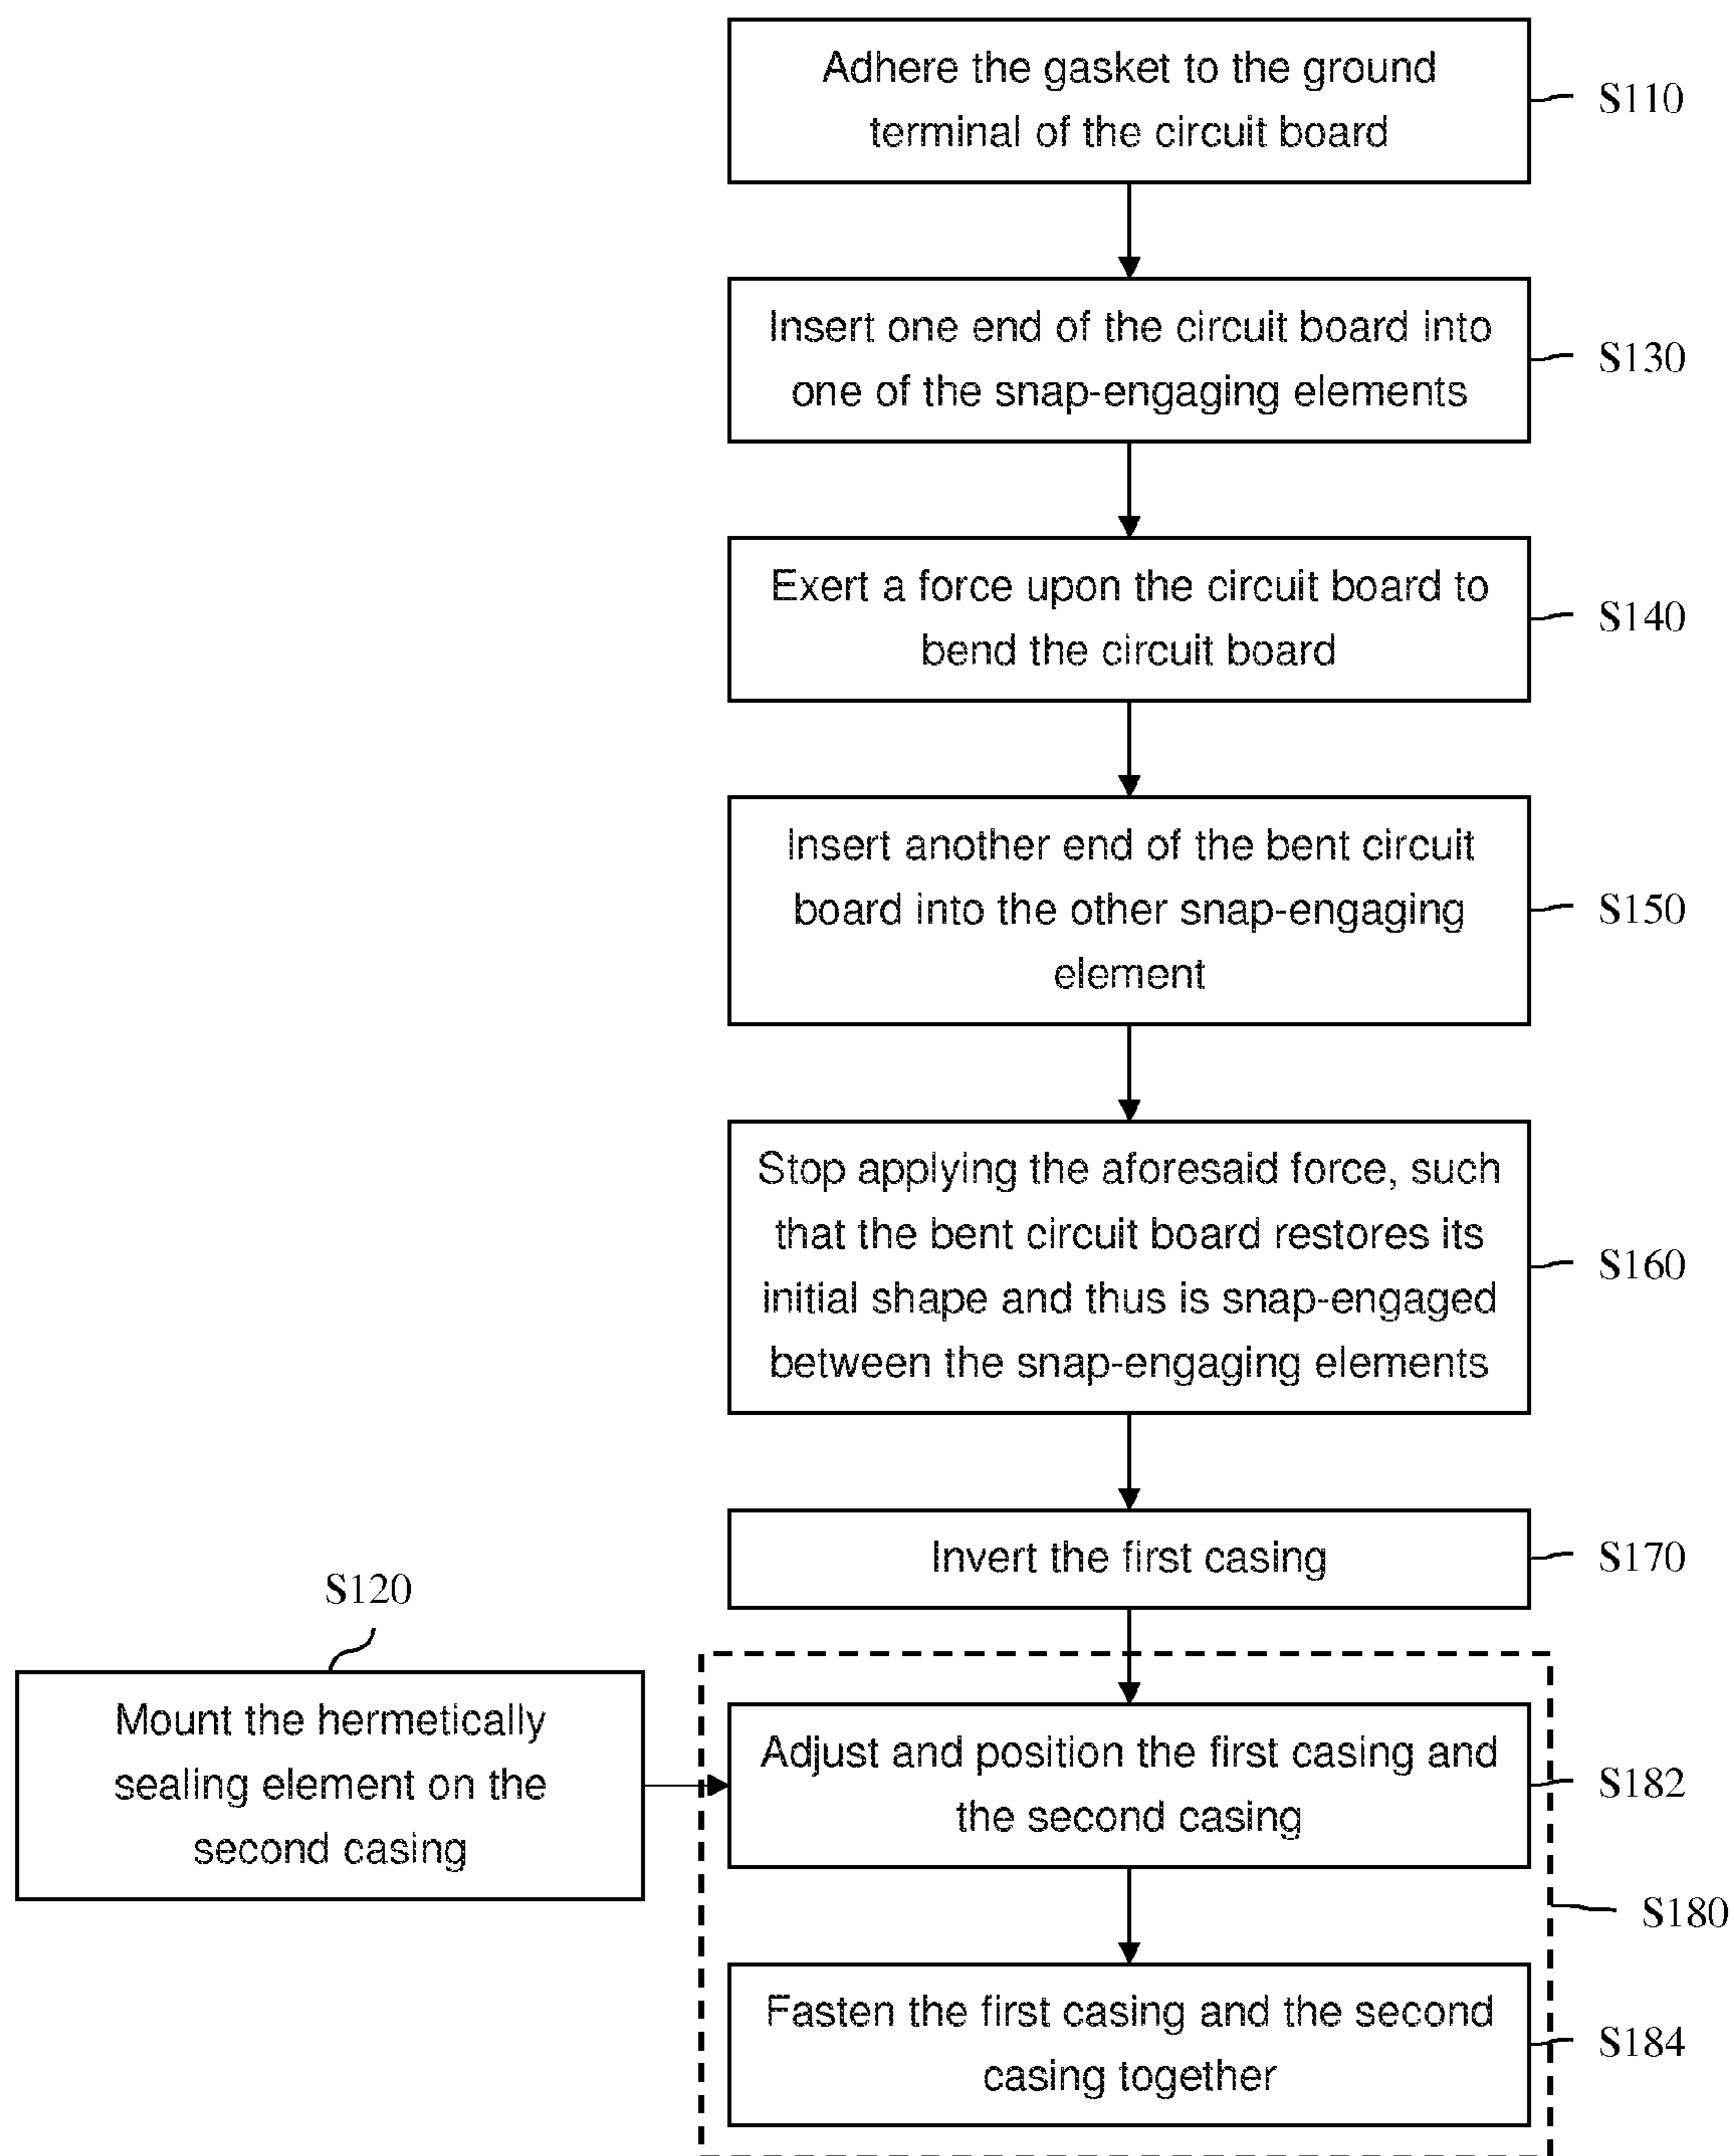 Adhere the gasket to the ground
terminal of the circuit board
S110
Insert one end of the circuit board into
one of the snap-engaging elements
S130
Exert a force upon the circuit board to
bend the circuit board
S140
Insert another end of the bent circuit
board into the other snap-engaging
element
S150
Stop applying the aforesaid force, such
that the bent circuit board restores its
initial shape and thus is snap-engaged
between the snap-engaging elements
S160
Invert the first casing
S170
S120
Mount the hermetically
sealing element on the
second casing
Adjust and position the first casing and
the second casing
S182
S180
Fasten the first casing and the second
casing together
S184